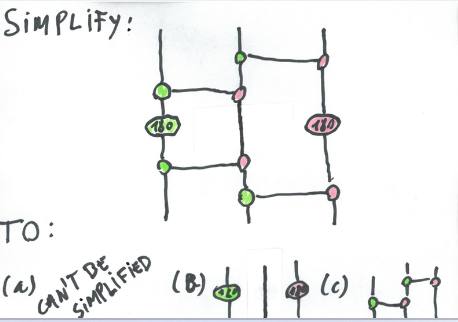 SiMPLiFY:
180
180
TO:
(a) CAN'T BE SiMPLiFiED
(B)
(C)